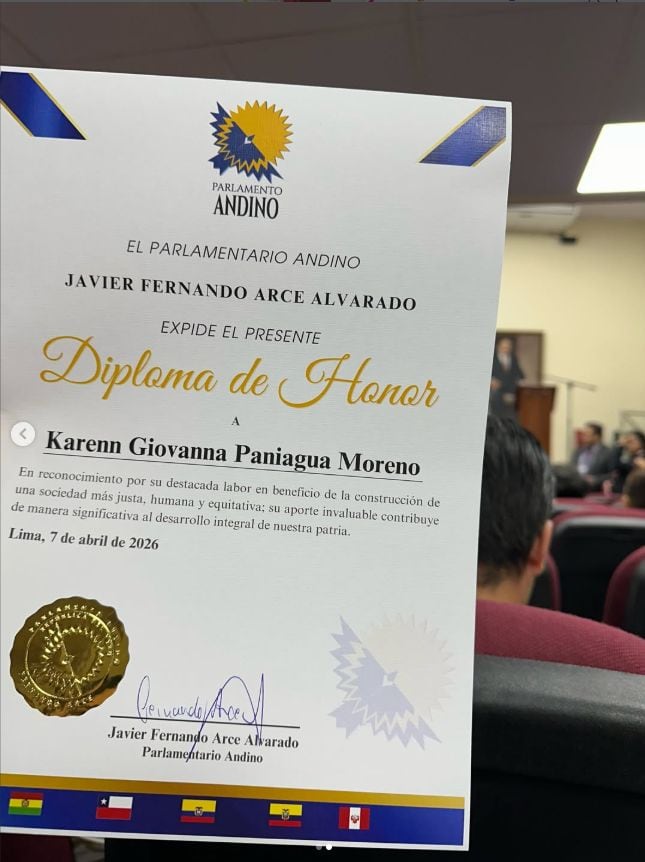 PARLAMENTO
ANDINO
EL PARLAMENTARIO ANDINO
JAVIER FERNANDO ARCE ALVARADO
EXPIDE EL PRESENTE
Diploma de Honor
A
Karenn Giovanna Paniagua Moreno
En reconocimiento por su destacada labor en beneficio de la construcción de
una sociedad más justa, humana y equitativa; su aporte invaluable contribuye
de manera significativa al desarrollo integral de nuestra patria.
Lima, 7 de abril de 2026
PARLAMENTO
Fernando Arce A
Javier Fernando Arce Alvarado
Parlamentario Andino